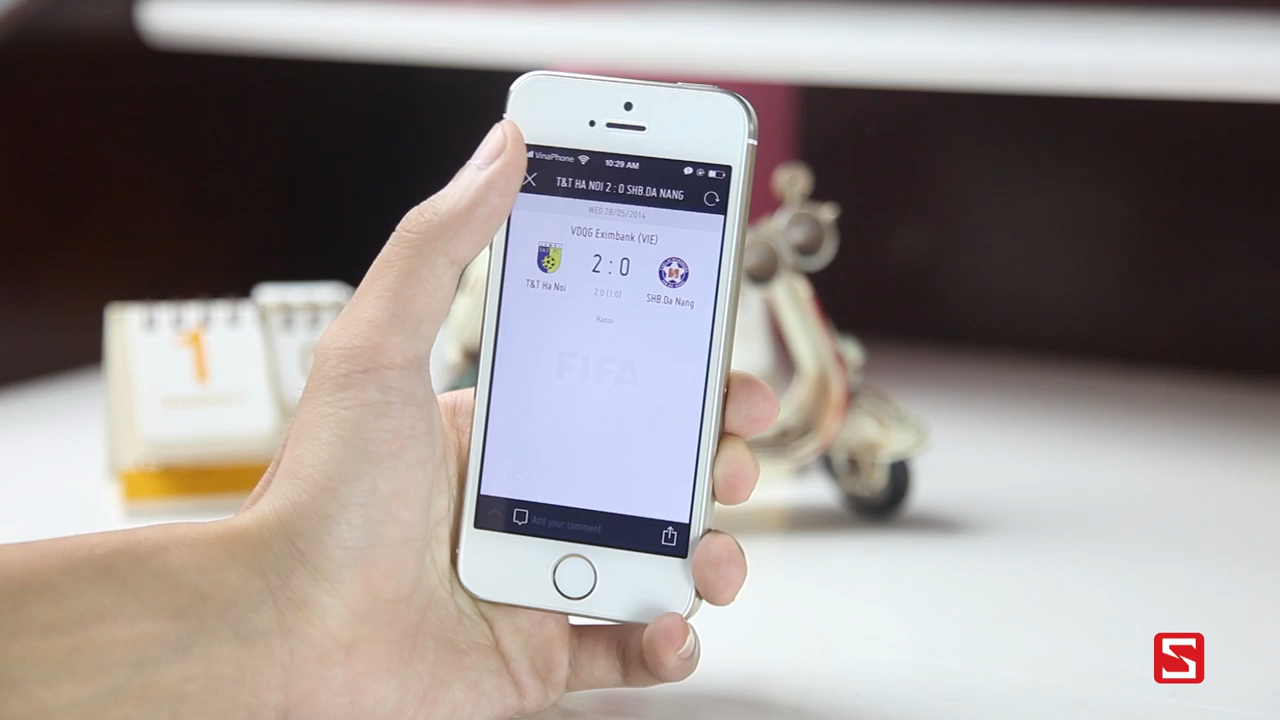 VinaPhone 10:29 AM
T&T HA NOI 2 : 0 SHB.DA NANG
WED 28/05/2014
VDQG Eximbank (VIE)
2 : 0
T&T Ha Noi
2:0 (1:0)
SHB.Da Nang
Hanoi
FIFA
Add your comment
1
S